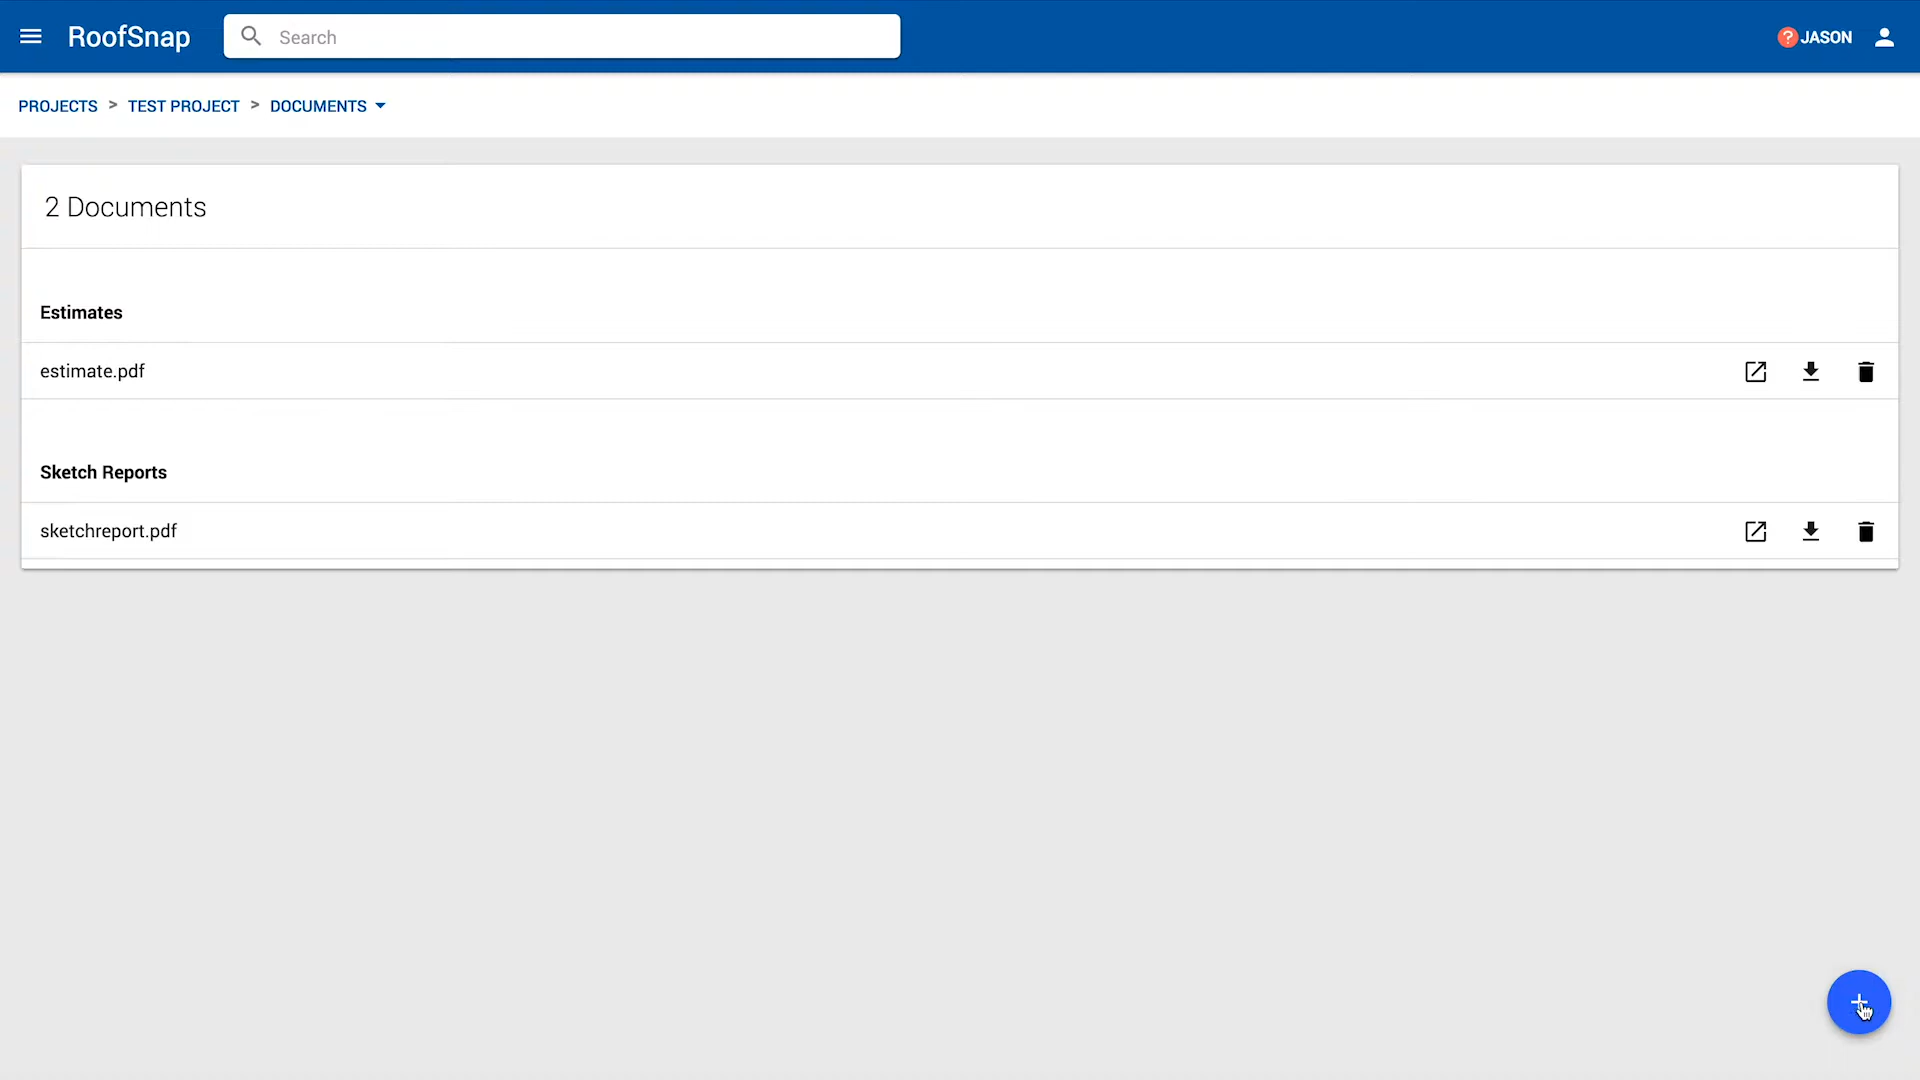 RoofSnap
Search
? JASON
PROJECTS > TEST PROJECT > DOCUMENTS
2 Documents
Estimates
estimate.pdf
Sketch Reports
sketchreport.pdf